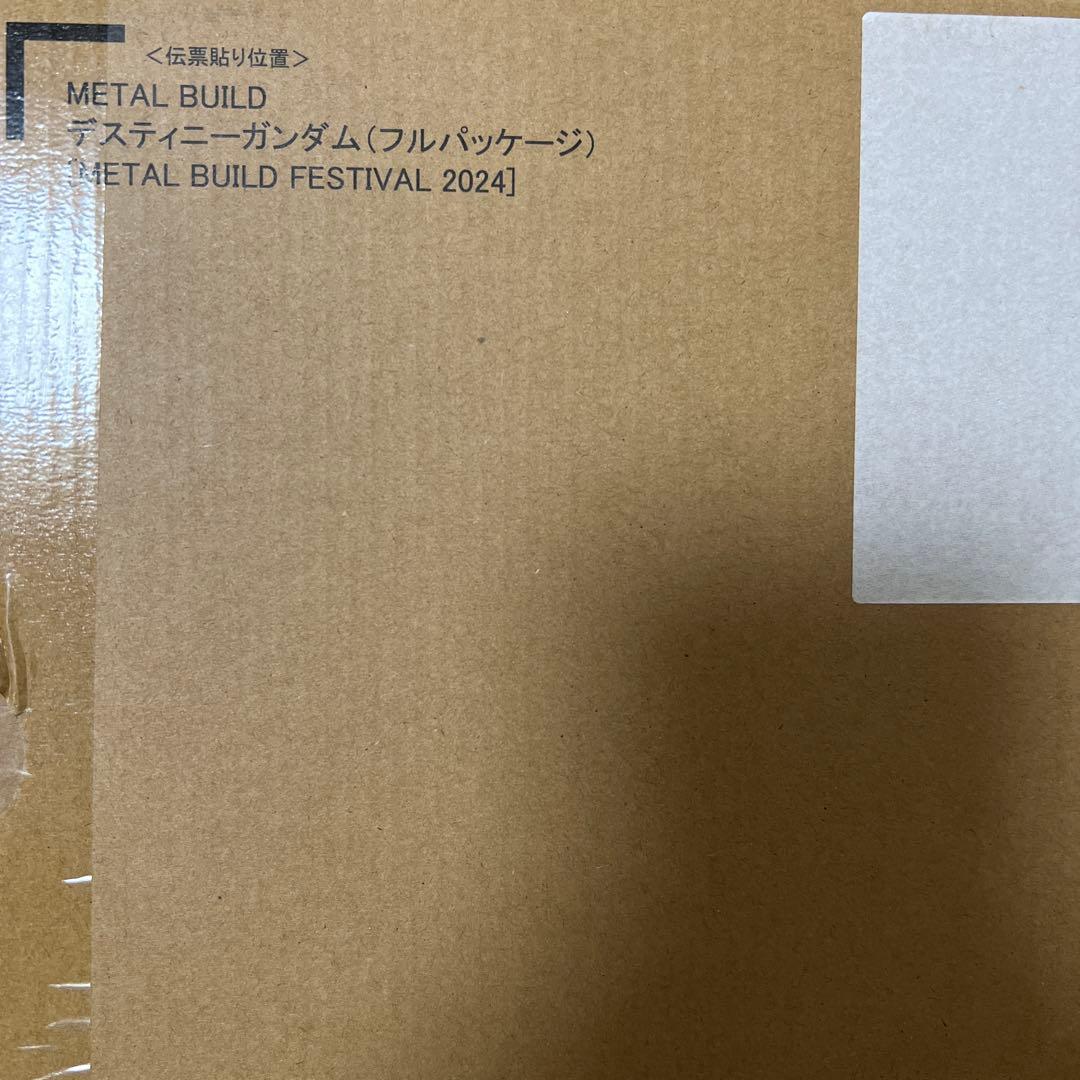 ＜伝票貼り位置＞
METAL BUILD
デスティニーガンダム（フルパッケージ）
[METAL BUILD FESTIVAL 2024]